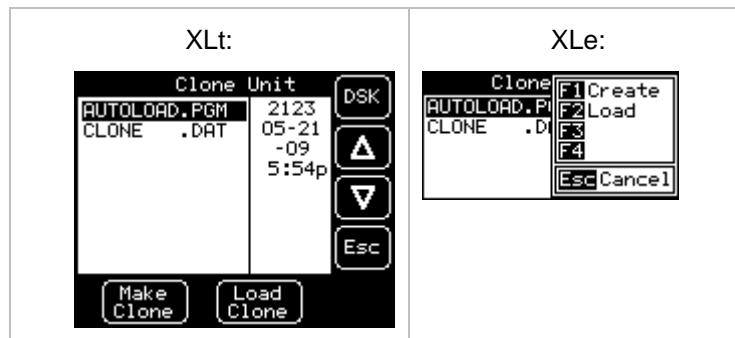 XLt:
Clone Unit
AUTOLOAD.PGM
CLONE .DAT
2123
05-21
-09
5:54p
DSK
Esc
Make
Clone
Load
Clone
XLe:
Clone
AUTOLOAD.P
CLONE .D
F1 Create
F2 Load
F3
F4
Esc Cancel